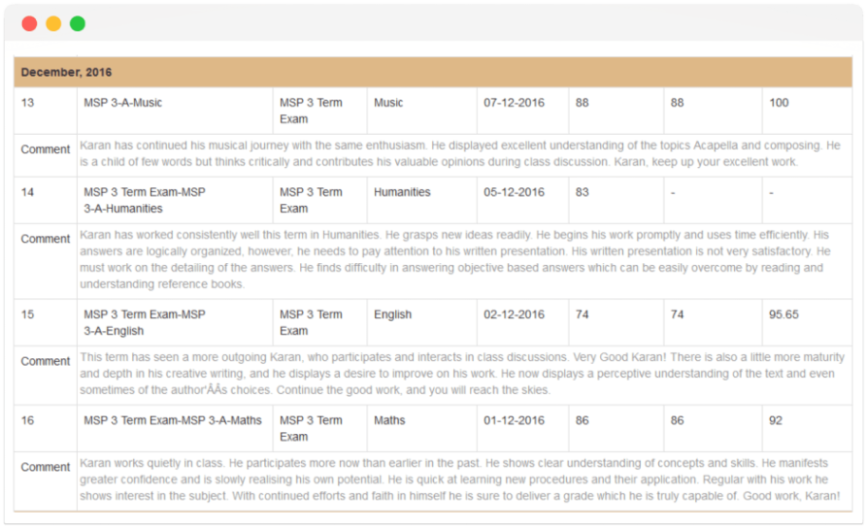 December, 2016
13 MSP 3-A-Music MSP 3 Term Music 07-12-2016 88 88 100
Exam
Comment Karan has continued his musical journey with the same enthusiasm. He displayed excellent understanding of the topics Acapella and composing. He
is a child of few words but thinks critically and contributes his valuable opinions during class discussion. Karan, keep up your excellent work.
14 MSP 3 Term Exam-MSP MSP 3 Term Humanities 05-12-2016 83 - -
3-A-Humanities Exam
Comment Karan has worked consistently well this term in Humanities. He grasps new ideas readily. He begins his work promptly and uses time efficiently. His
answers are logically organized, however, he needs to pay attention to his written presentation. His written presentation is not very satisfactory. He
must work on the detailing of the answers. He finds difficulty in answering objective based answers which can be easily overcome by reading and
understanding reference books.
15 MSP 3 Term Exam-MSP MSP 3 Term English 02-12-2016 74 74 95.65
3-A-English Exam
Comment This term has seen a more outgoing Karan, who participates and interacts in class discussions. Very Good Karan! There is also a little more maturity
and depth in his creative writing, and he displays a desire to improve on his work. He now displays a perceptive understanding of the text and even
sometimes of the author'ÂÂs choices. Continue the good work, and you will reach the skies.
16 MSP 3 Term Exam-MSP 3-A-Maths MSP 3 Term Maths 01-12-2016 86 86 92
Exam
Comment Karan works quietly in class. He participates more now than earlier in the past. He shows clear understanding of concepts and skills. He manifests
greater confidence and is slowly realising his own potential. He is quick at learning new procedures and their application. Regular with his work he
shows interest in the subject. With continued efforts and faith in himself he is sure to deliver a grade which he is truly capable of. Good work, Karan!